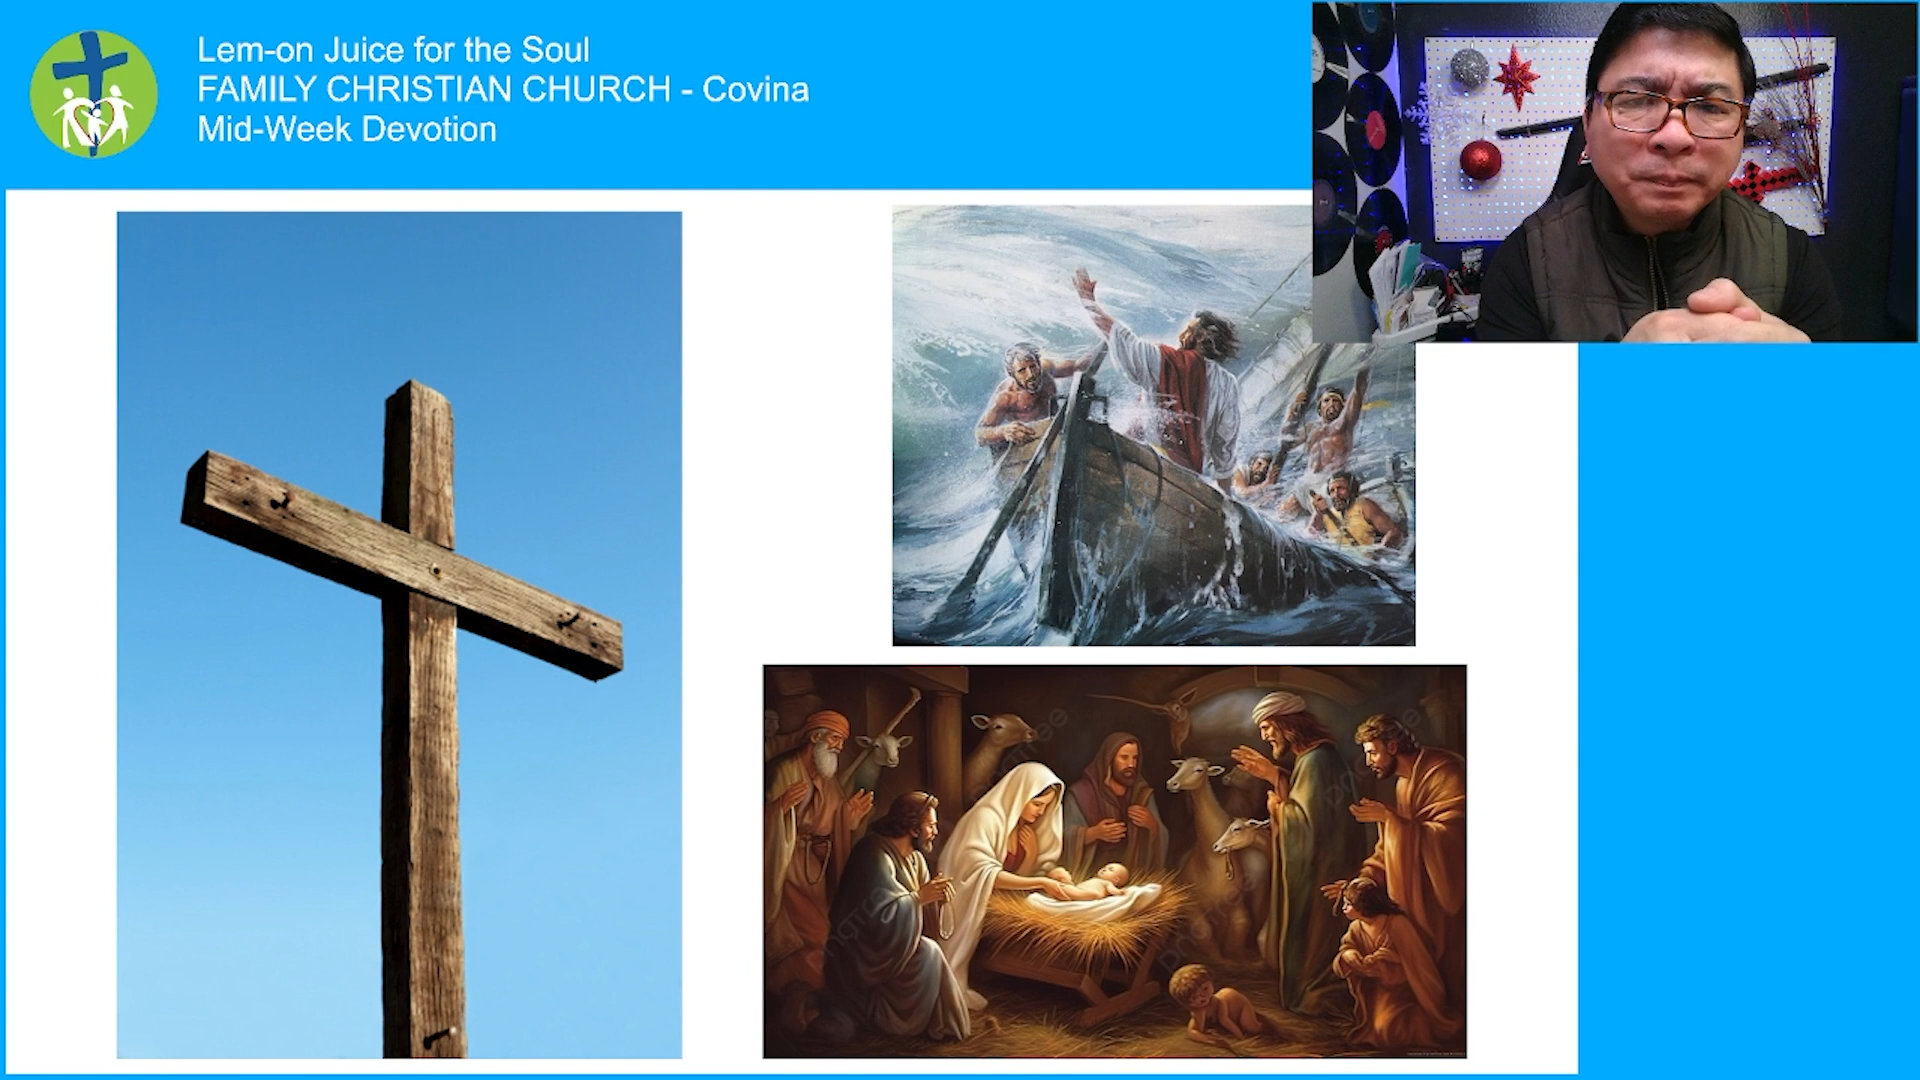 Lem-on Juice for the Soul
FAMILY CHRISTIAN CHURCH - Covina
Mid-Week Devotion